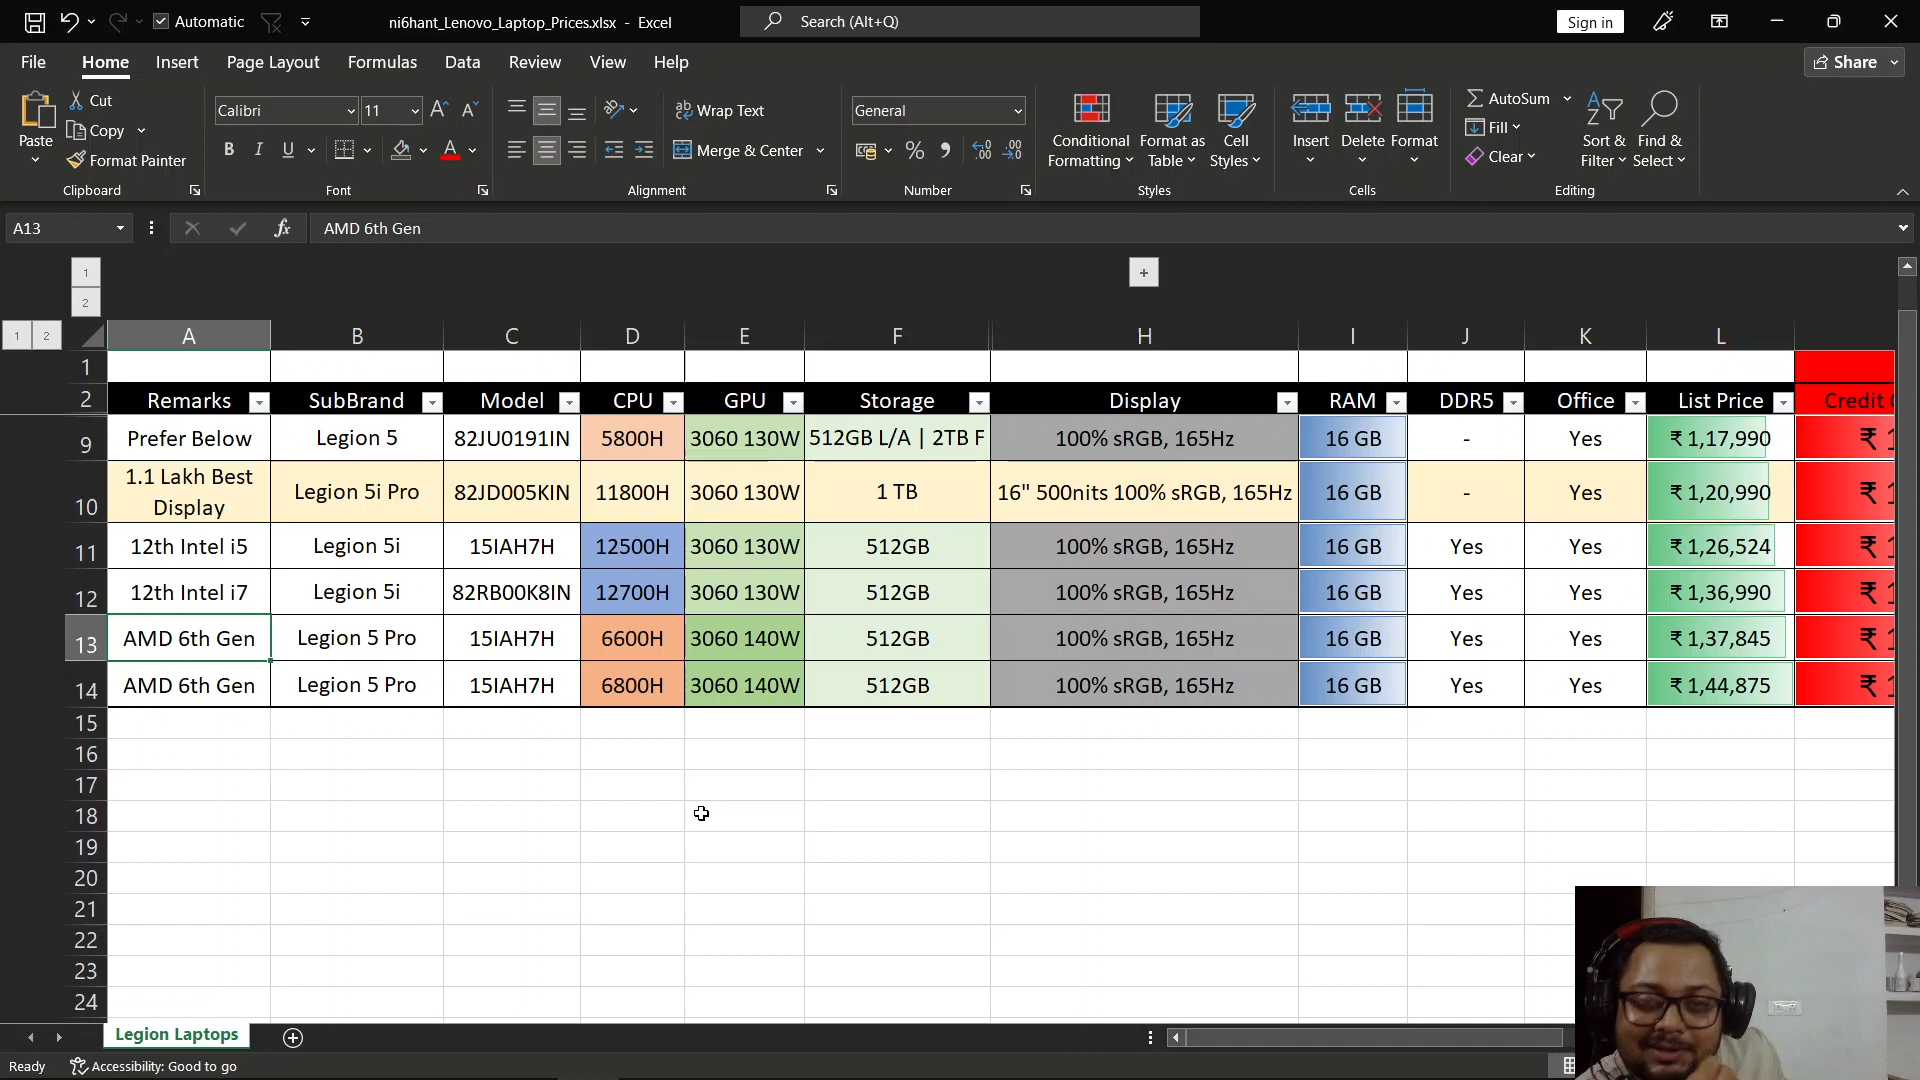 Automatic
ni6hant_Lenovo_Laptop_Prices.xlsx - Excel
Search (Alt+Q)
Sign in
File Home Insert Page Layout Formulas Data Review View Help
Share
Paste
Cut
Copy
Format Painter
Clipboard
Calibri 11
B I U
A
Font
Wrap Text
Merge & Center
Alignment
General
% ,
Number
Conditional Formatting
Format as Table
Cell Styles
Styles
Insert
Delete
Format
Cells
AutoSum
Fill
Clear
Sort & Filter
Find & Select
Editing
A13
fx
AMD 6th Gen
1
2
+
1 2
A B C D E F H I J K L
1
2 Remarks SubBrand Model CPU GPU Storage Display RAM DDR5 Office List Price Credit
9 Prefer Below Legion 5 82JU0191IN 5800H 3060 130W 512GB L/A | 2TB F 100% sRGB, 165Hz 16 GB - Yes ₹ 1,17,990 ₹ 1
10 1.1 Lakh Best Display Legion 5i Pro 82JD005KIN 11800H 3060 130W 1 TB 16" 500nits 100% sRGB, 165Hz 16 GB - Yes ₹ 1,20,990 ₹ 1
11 12th Intel i5 Legion 5i 15IAH7H 12500H 3060 130W 512GB 100% sRGB, 165Hz 16 GB Yes Yes ₹ 1,26,524 ₹ 1
12 12th Intel i7 Legion 5i 82RB00K8IN 12700H 3060 130W 512GB 100% sRGB, 165Hz 16 GB Yes Yes ₹ 1,36,990 ₹ 1
13 AMD 6th Gen Legion 5 Pro 15IAH7H 6600H 3060 140W 512GB 100% sRGB, 165Hz 16 GB Yes Yes ₹ 1,37,845 ₹ 1
14 AMD 6th Gen Legion 5 Pro 15IAH7H 6800H 3060 140W 512GB 100% sRGB, 165Hz 16 GB Yes Yes ₹ 1,44,875 ₹ 1
15
16
17
18
19
20
21
22
23
24
Legion Laptops
Ready
Accessibility: Good to go